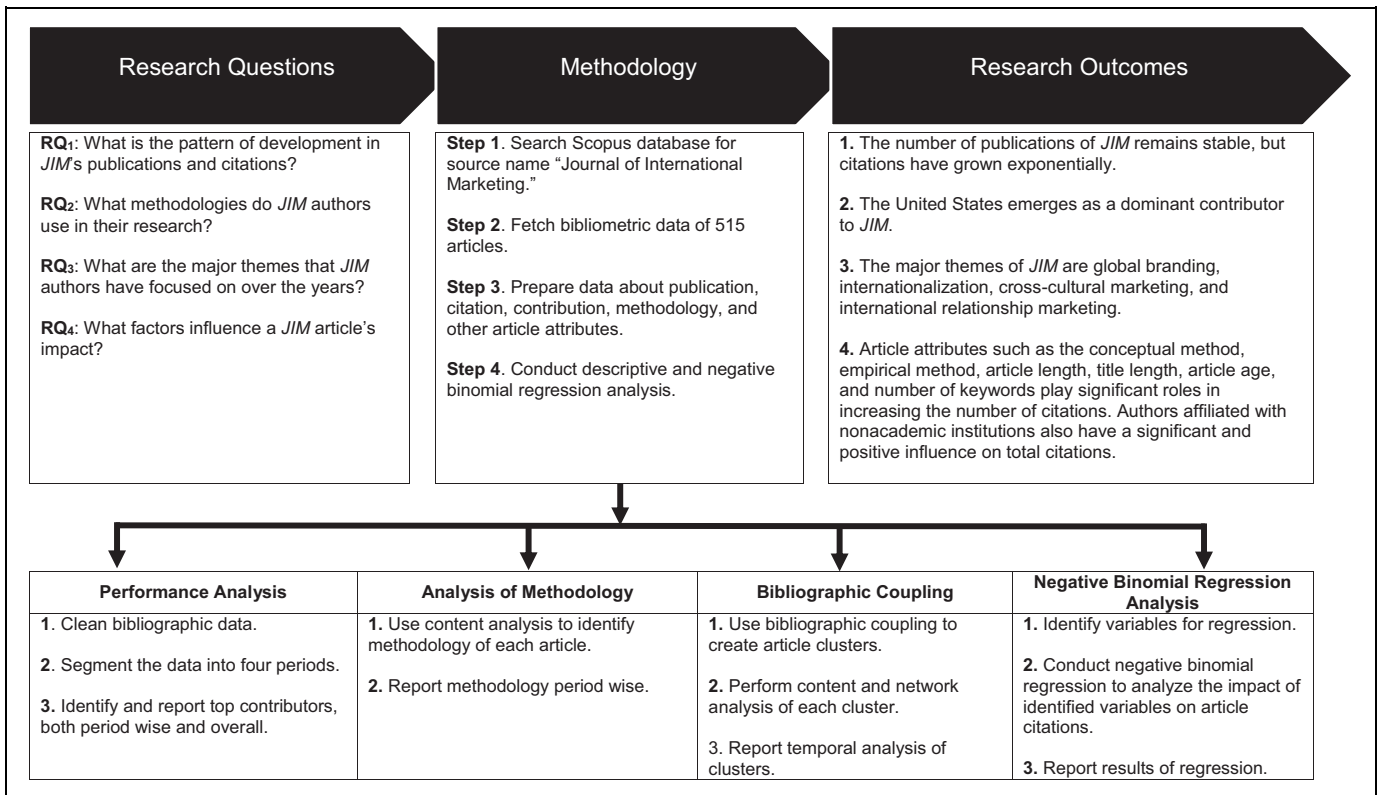 Research Questions
Methodology
Research Outcomes
RQ1: What is the pattern of development in
JIM's publications and citations?
RQ2: What methodologies do JIM authors
use in their research?
RQ3: What are the major themes that JIM
authors have focused on over the years?
RQ4: What factors influence a JIM article's
impact?
Step 1. Search Scopus database for
source name “Journal of International
Marketing.”
Step 2. Fetch bibliometric data of 515
articles.
Step 3. Prepare data about publication,
citation, contribution, methodology, and
other article attributes.
Step 4. Conduct descriptive and negative
binomial regression analysis.
1. The number of publications of JIM remains stable, but
citations have grown exponentially.
2. The United States emerges as a dominant contributor
to JIM.
3. The major themes of JIM are global branding,
internationalization, cross-cultural marketing, and
international relationship marketing.
4. Article attributes such as the conceptual method,
empirical method, article length, title length, article age,
and number of keywords play significant roles in
increasing the number of citations. Authors affiliated with
nonacademic institutions also have a significant and
positive influence on total citations.
Performance Analysis
1. Clean bibliographic data.
2. Segment the data into four periods.
3. Identify and report top contributors,
both period wise and overall.
Analysis of Methodology
1. Use content analysis to identify
methodology of each article.
2. Report methodology period wise.
Bibliographic Coupling
1. Use bibliographic coupling to
create article clusters.
2. Perform content and network
analysis of each cluster.
3. Report temporal analysis of
clusters.
Negative Binomial Regression
Analysis
1. Identify variables for regression.
2. Conduct negative binomial
regression to analyze the impact of
identified variables on article
citations.
3. Report results of regression.